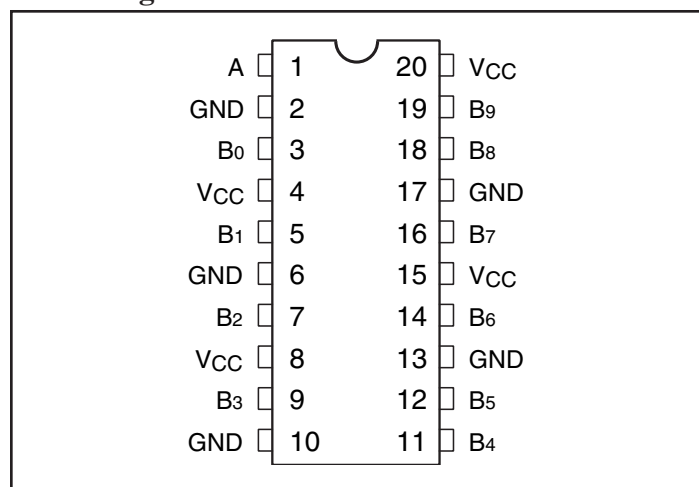 A 1 20 VCC
GND 2 19 B9
B0 3 18 B8
VCC 4 17 GND
B1 5 16 B7
GND 6 15 VCC
B2 7 14 B6
VCC 8 13 GND
B3 9 12 B5
GND 10 11 B4